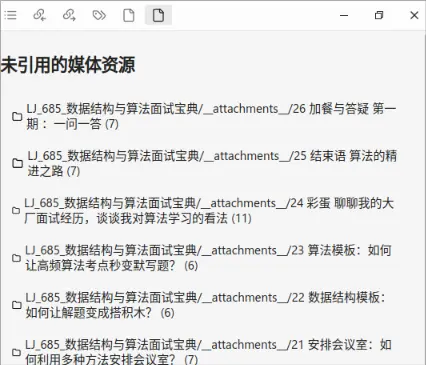 未引用的媒体资源
LJ_685_数据结构与算法面试宝典/__attachments__/26 加餐与答疑 第一
期 ：一问一答 (7)
LJ_685_数据结构与算法面试宝典/__attachments__/25 结束语 算法的精
进之路 (7)
LJ_685_数据结构与算法面试宝典/__attachments__/24 彩蛋 聊聊我的大
厂面试经历，谈谈我对算法学习的看法 (11)
LJ_685_数据结构与算法面试宝典/__attachments__/23 算法模板：如何
让高频算法考点秒变默写题？ (6)
LJ_685_数据结构与算法面试宝典/__attachments__/22 数据结构模板：
如何让解题变成搭积木？ (6)
LJ_685_数据结构与算法面试宝典/__attachments__/21 安排会议室：如
何利用多种方法安排会议室？ (7)